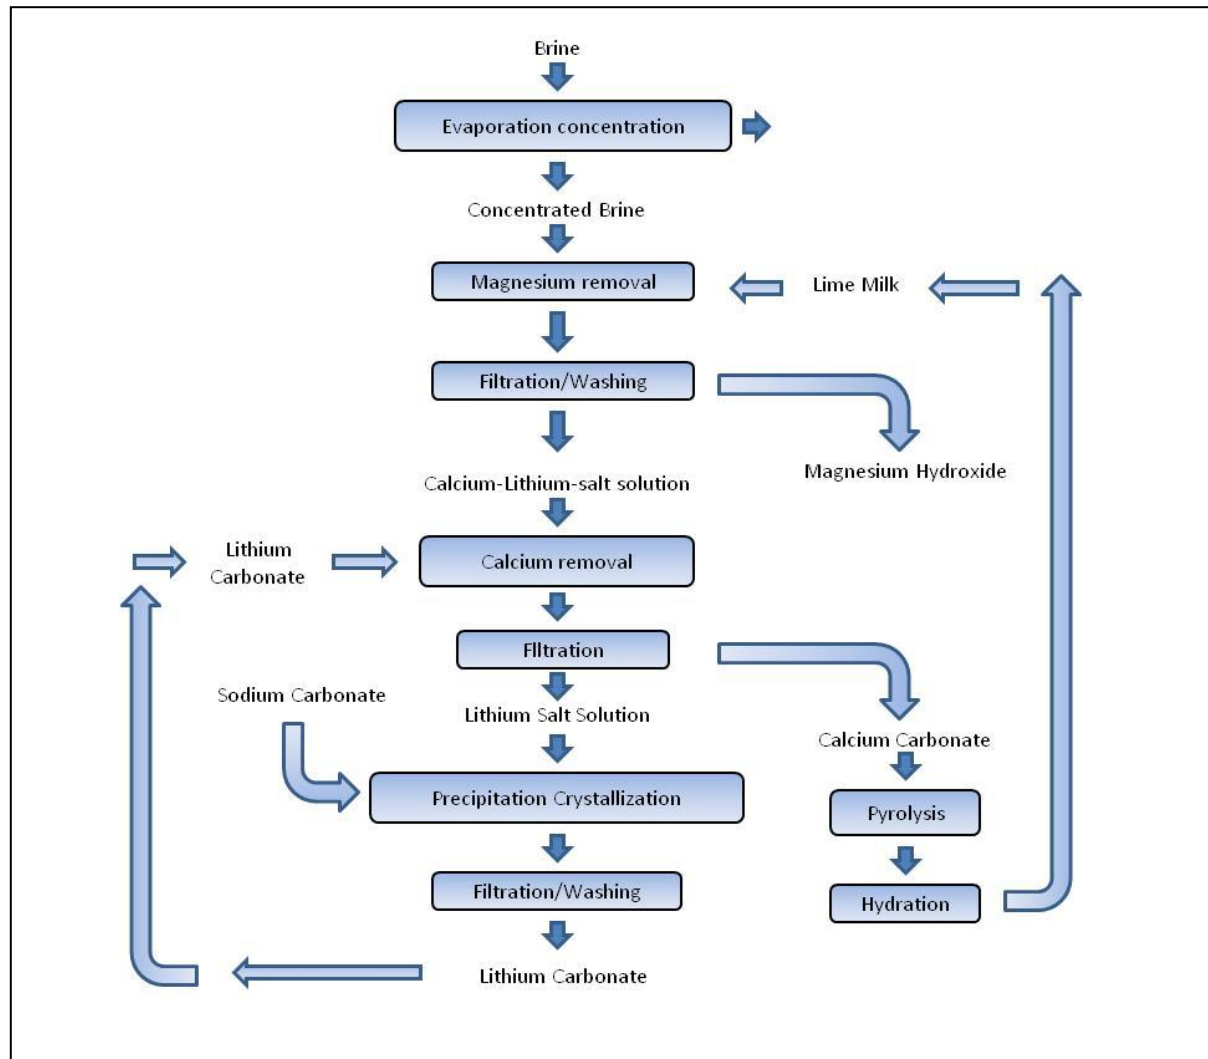 Brine
Evaporation concentration
Concentrated Brine
Magnesium removal
Lime Milk
Filtration/Washing
Magnesium Hydroxide
Calcium-Lithium-salt solution
Lithium
Carbonate
Calcium removal
FIltration
Sodium Carbonate
Lithium Salt Solution
Calcium Carbonate
Precipitation Crystallization
Pyrolysis
Filtration/Washing
Hydration
Lithium Carbonate